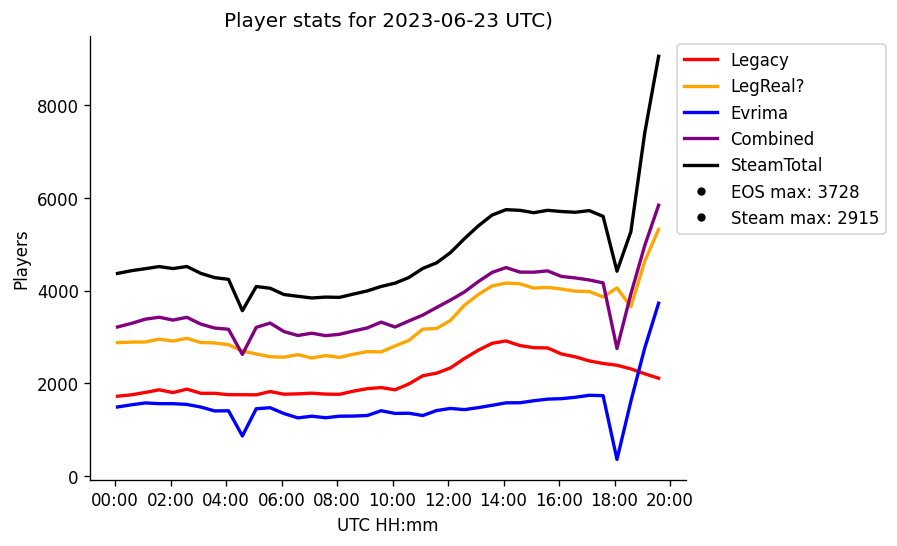 Player stats for 2023-06-23 UTC)
Legacy
LegReal?
Evrima
Combined
SteamTotal
EOS max: 3728
Steam max: 2915
8000
6000
4000
2000
0
Players
00:00 02:00 04:00 06:00 08:00 10:00 12:00 14:00 16:00 18:00 20:00
UTC HH:mm